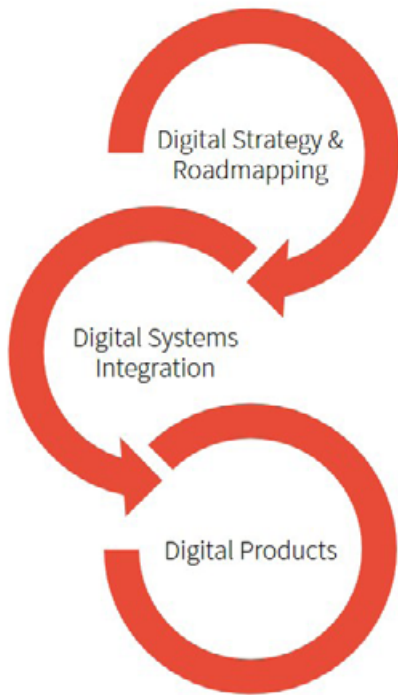 Digital Strategy &
Roadmapping
Digital Systems
Integration
Digital Products